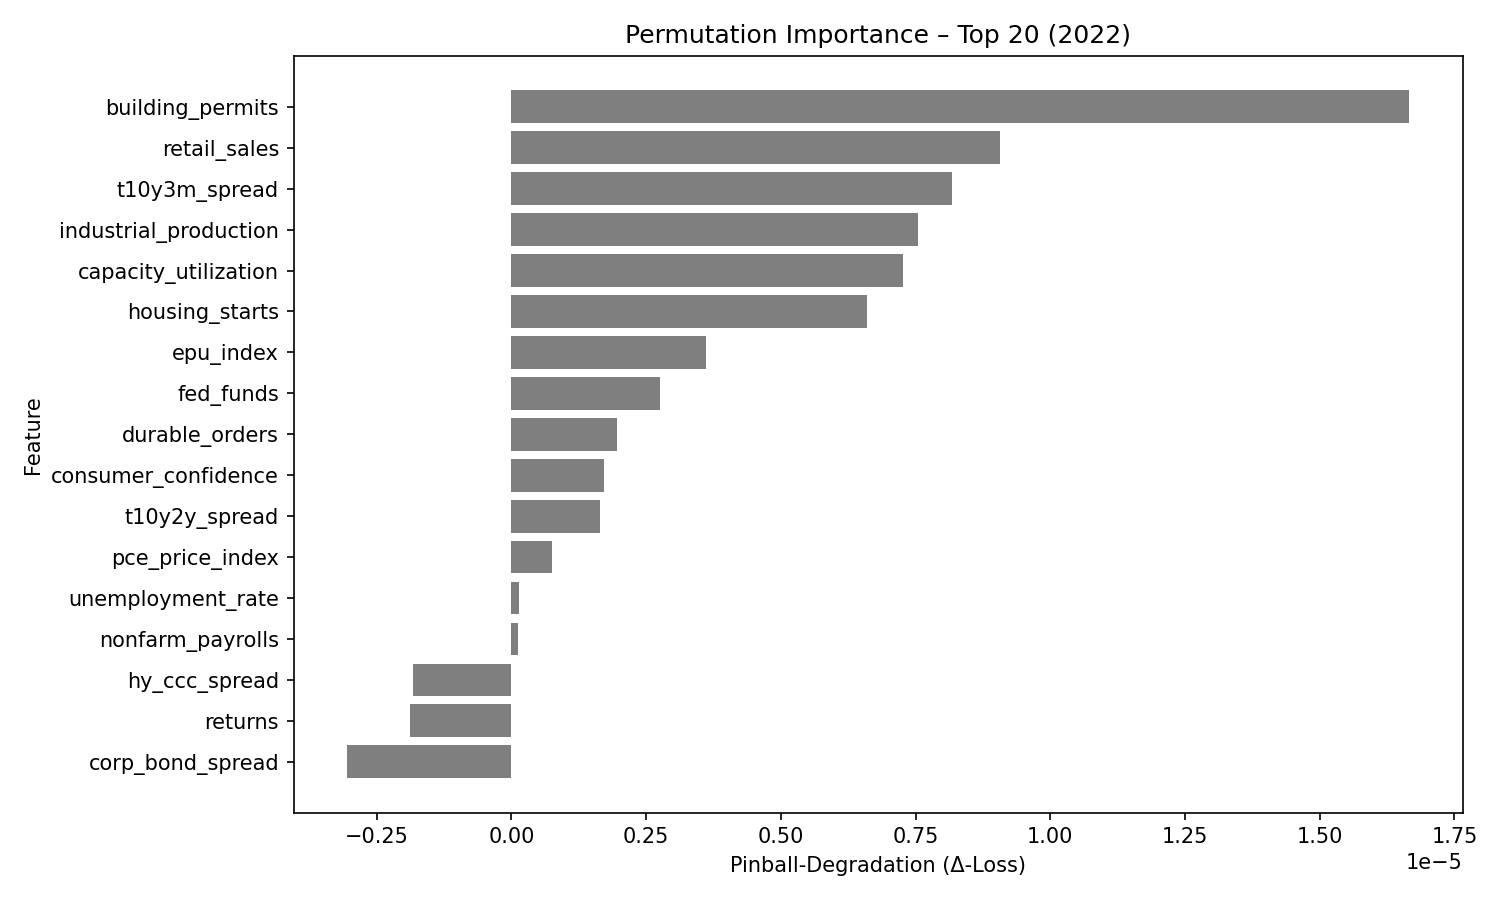 Permutation Importance – Top 20 (2022)
Feature
building_permits
retail_sales
t10y3m_spread
industrial_production
capacity_utilization
housing_starts
epu_index
fed_funds
durable_orders
consumer_confidence
t10y2y_spread
pce_price_index
unemployment_rate
nonfarm_payrolls
hy_ccc_spread
returns
corp_bond_spread
−0.25 0.00 0.25 0.50 0.75 1.00 1.25 1.50 1.75
1e−5
Pinball-Degradation (Δ-Loss)